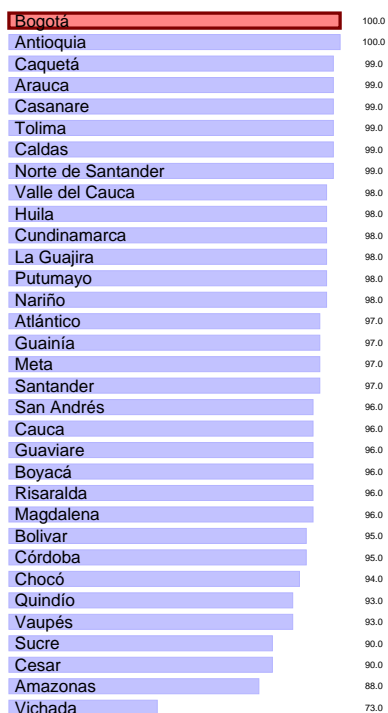 Bogotá 100.0
Antioquia 100.0
Caquetá 99.0
Arauca 99.0
Casanare 99.0
Tolima 99.0
Caldas 99.0
Norte de Santander 99.0
Valle del Cauca 98.0
Huila 98.0
Cundinamarca 98.0
La Guajira 98.0
Putumayo 98.0
Nariño 98.0
Atlántico 97.0
Guainía 97.0
Meta 97.0
Santander 97.0
San Andrés 96.0
Cauca 96.0
Guaviare 96.0
Boyacá 96.0
Risaralda 96.0
Magdalena 96.0
Bolivar 95.0
Córdoba 95.0
Chocó 94.0
Quindío 93.0
Vaupés 93.0
Sucre 90.0
Cesar 90.0
Amazonas 88.0
Vichada 73.0